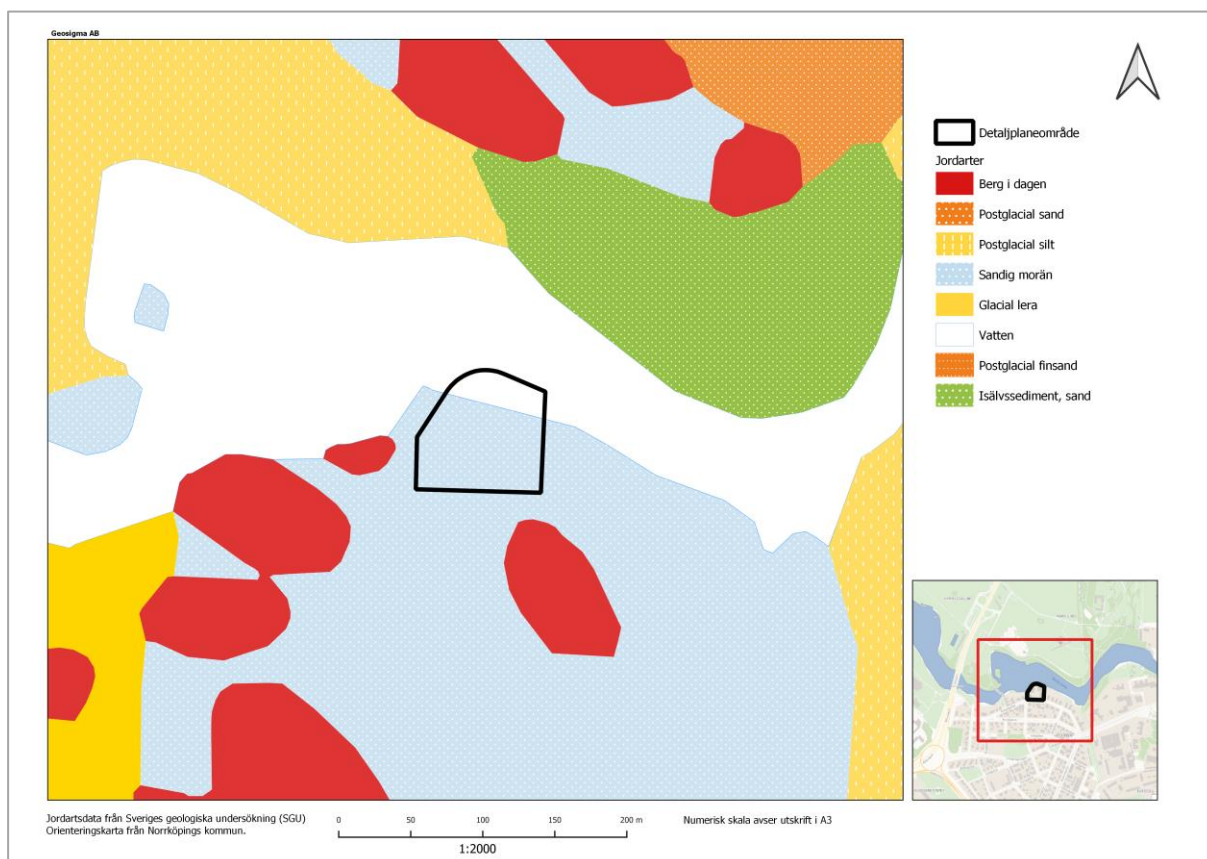 Geosigma AB
Detaljplaneområde
Jordarter
Berg i dagen
Postglacial sand
Postglacial silt
Sandig morän
Glacial lera
Vatten
Postglacial finsand
Isälvssediment, sand
Jordartsdata från Sveriges geologiska undersökning (SGU)
Orienteringskarta från Norrköpings kommun.
0 50 100 150 200 m
1:2000
Numerisk skala avser utskrift i A3